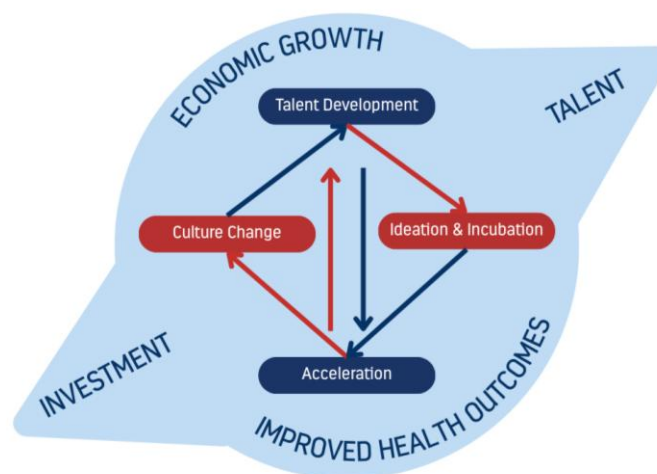 ECONOMIC GROWTH
TALENT
Talent Development
Culture Change
Ideation & Incubation
Acceleration
INVESTMENT
IMPROVED HEALTH OUTCOMES